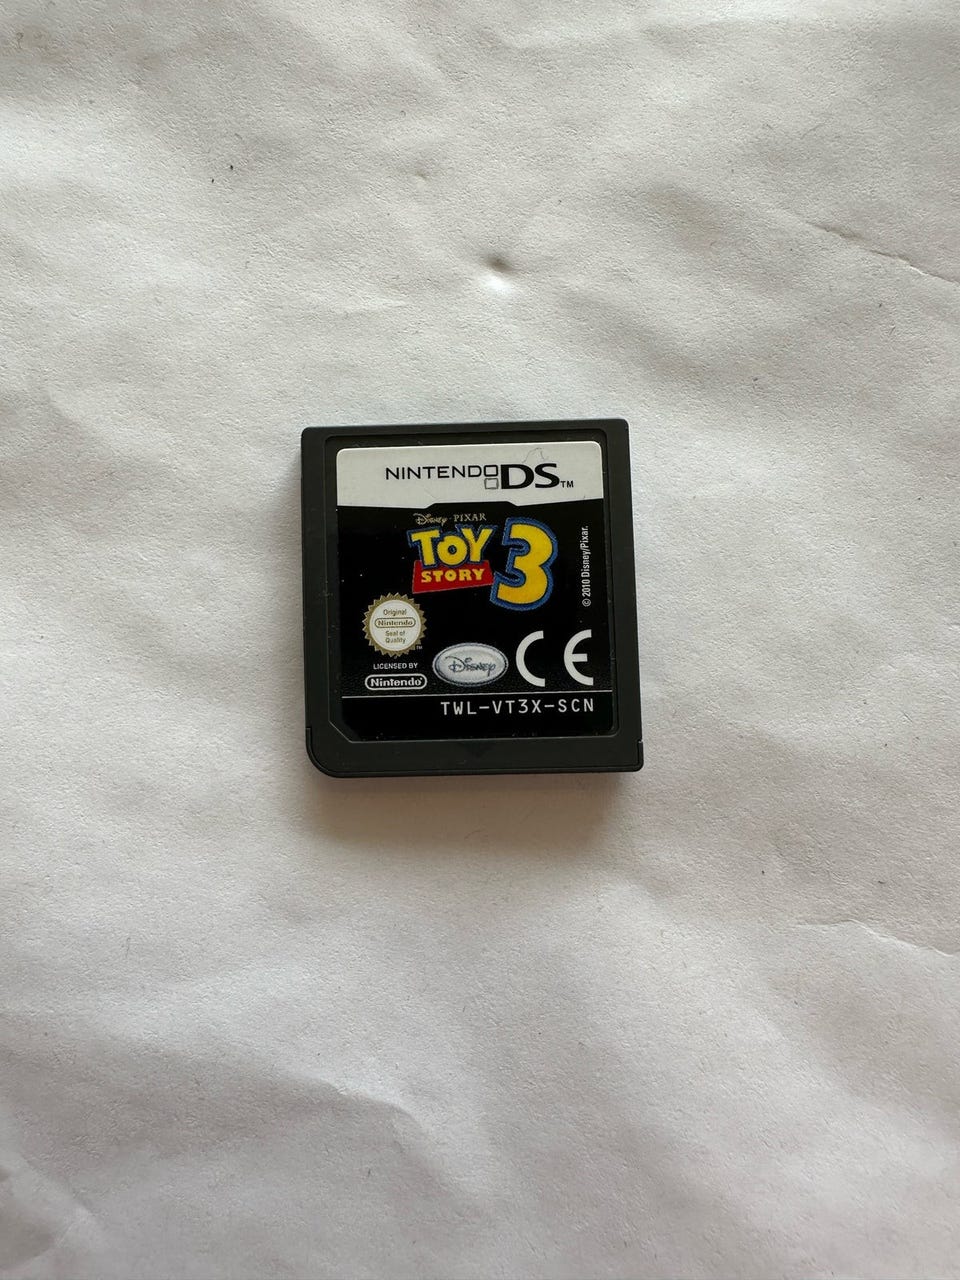 NINTENDO DS™
Disney · PIXAR
TOY
STORY
3
© 2010 Disney/Pixar.
Original
Nintendo
Seal of
Quality
TM
LICENSED BY
Nintendo®
Disney
CE
TWL-VT3X-SCN